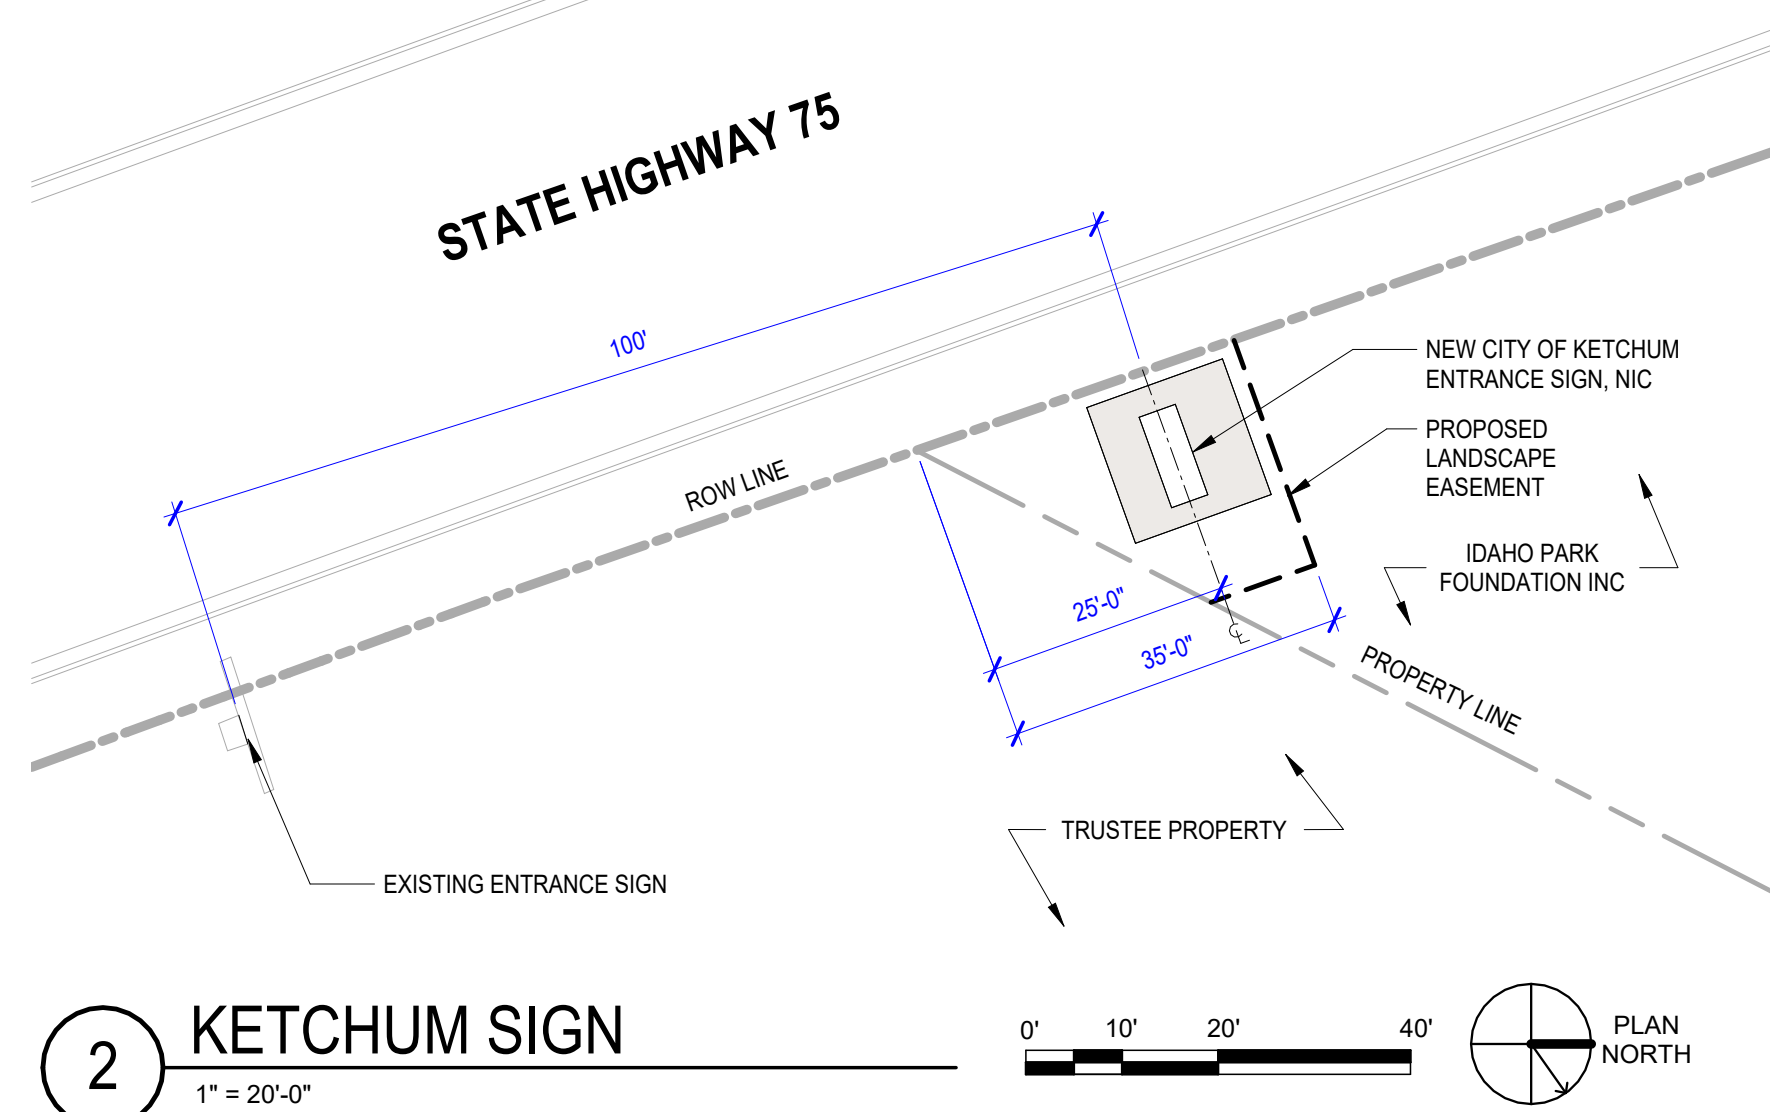 STATE HIGHWAY 75
100'
ROW LINE
NEW CITY OF KETCHUM
ENTRANCE SIGN, NIC
PROPOSED
LANDSCAPE
EASEMENT
IDAHO PARK
FOUNDATION INC
25'-0"
35'-0"
CL
PROPERTY LINE
TRUSTEE PROPERTY
EXISTING ENTRANCE SIGN
2
KETCHUM SIGN
1" = 20'-0"
0' 10' 20' 40'
PLAN
NORTH